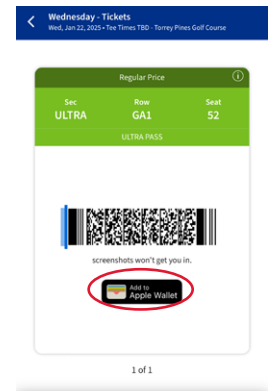 Wednesday - Tickets
Wed, Jan 22, 2025 • Tee Times TBD - Torrey Pines Golf Course
Regular Price
Sec Row Seat
ULTRA GA1 52
ULTRA PASS
screenshots won't get you in.
Add to
Apple Wallet
1 of 1